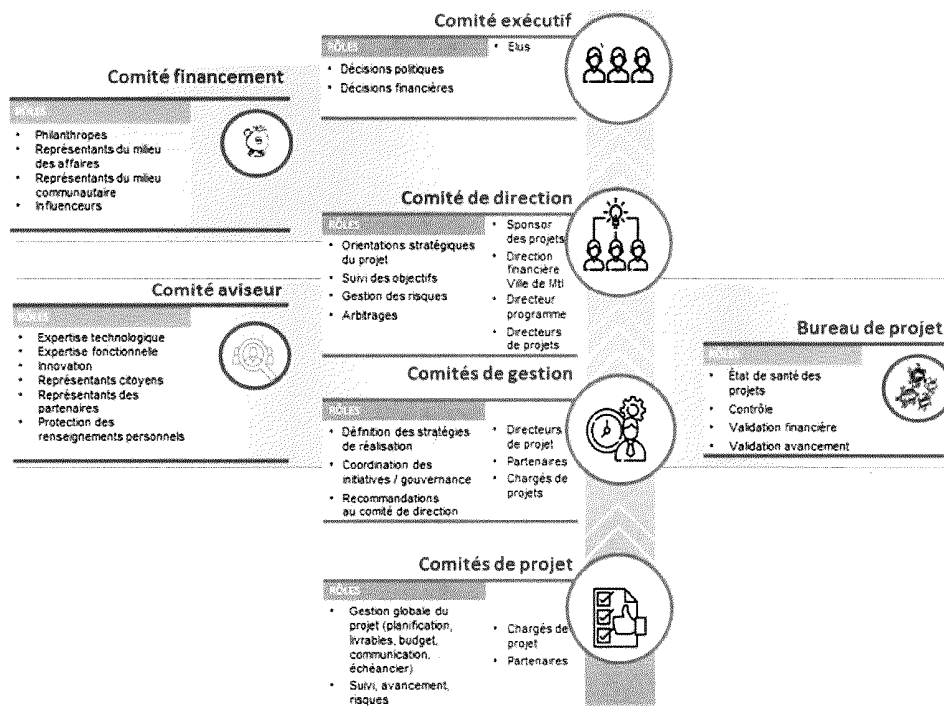 Comité exécutif
RÔLES
• Décisions politiques
• Décisions financières
• Elus
Comité financement
RÔLES
• Philanthropes
• Représentants du milieu
des affaires
• Représentants du milieu
communautaire
• Influenceurs
Comité de direction
RÔLES
• Orientations stratégiques
du projet
• Suivi des objectifs
• Gestion des risques
• Arbitrages
• Sponsor
des projets
• Direction
financière
Ville de Mtl
• Directeur
programme
• Directeurs
de projets
Comité aviseur
RÔLES
• Expertise technologique
• Expertise fonctionnelle
• Innovation
• Représentants citoyens
• Représentants des
partenaires
• Protection des
renseignements personnels
Bureau de projet
RÔLES
• État de santé des
projets
• Contrôle
• Validation financière
• Validation avancement
Comités de gestion
RÔLES
• Définition des stratégies
de réalisation
• Coordination des
initiatives / gouvernance
• Recommandations
au comité de direction
• Directeurs
de projet
• Partenaires
• Chargés de
projets
Comités de projet
RÔLES
• Gestion globale du
projet (planification,
livrables, budget,
communication,
échéancier)
• Suivi, avancement,
risques
• Chargés de
projet
• Partenaires